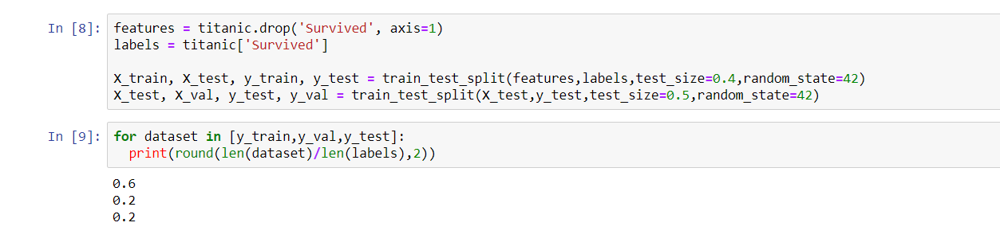 In [8]: features = titanic.drop('Survived', axis=1)
labels = titanic['Survived']
X_train, X_test, y_train, y_test = train_test_split(features,labels,test_size=0.4,random_state=42)
X_test, X_val, y_test, y_val = train_test_split(X_test,y_test,test_size=0.5,random_state=42)
In [9]: for dataset in [y_train,y_val,y_test]:
print(round(len(dataset)/len(labels),2))
0.6
0.2
0.2